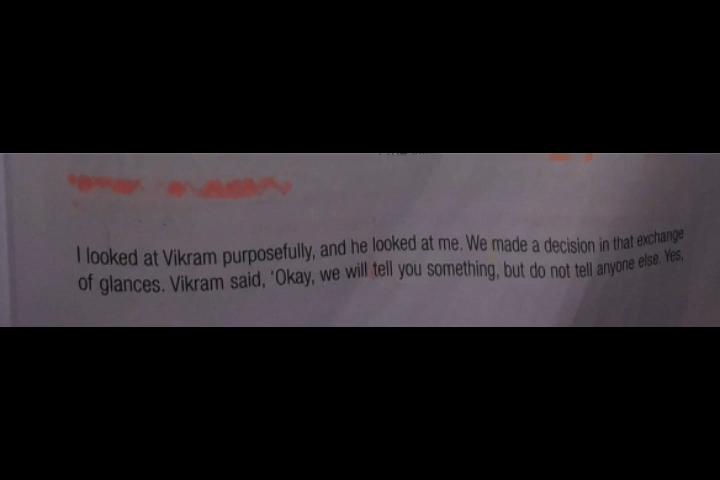 I looked at Vikram purposefully, and he looked at me. We made a decision in that exchange
of glances. Vikram said, 'Okay, we will tell you something, but do not tell anyone else. Yes,